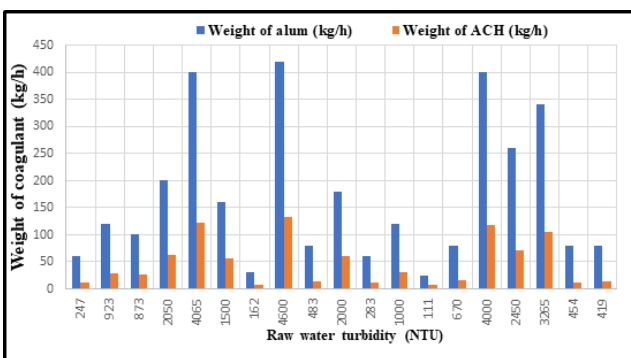 Weight of alum (kg/h) Weight of ACH (kg/h)
Weight of coagulant (kg/h)
450
400
350
300
250
200
150
100
50
0
247 923 873 2050 4065 1500 162 4600 483 2000 283 1000 111 670 4000 2450 3265 454 419
Raw water turbidity (NTU)